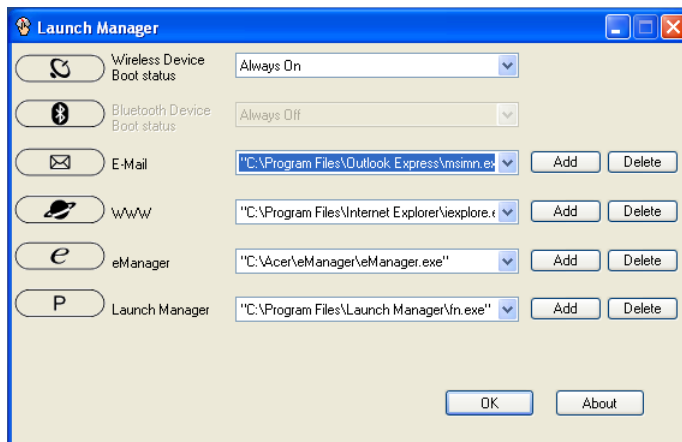 Launch Manager
Wireless Device
Boot status
Always On
Bluetooth Device
Boot status
Always Off
E-Mail
"C:\Program Files\Outlook Express\msimn.ex
Add
Delete
WWW
"C:\Program Files\Internet Explorer\iexplore.e
Add
Delete
e
eManager
"C:\Acer\eManager\eManager.exe"
Add
Delete
P
Launch Manager
"C:\Program Files\Launch Manager\fn.exe"
Add
Delete
OK
About